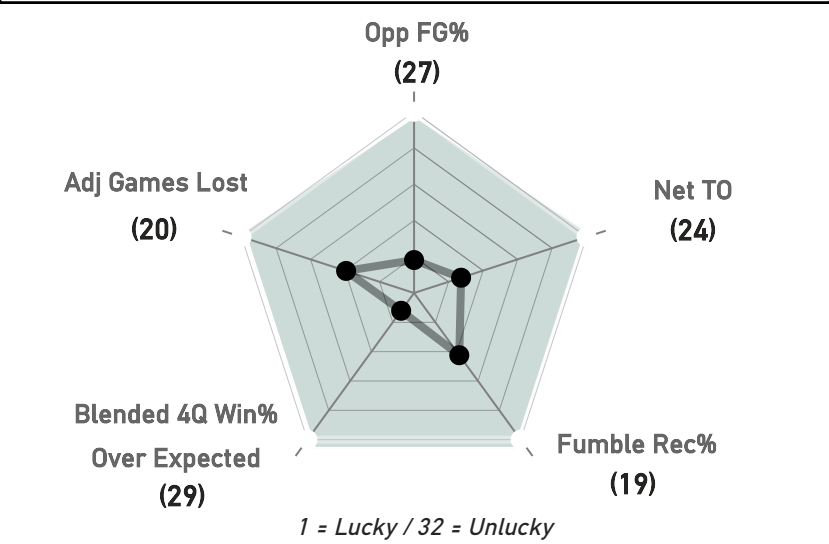 Opp FG%
(27)
Adj Games Lost
(20)
Net TO
(24)
Blended 4Q Win%
Over Expected
(29)
Fumble Rec%
(19)
1 = Lucky / 32 = Unlucky